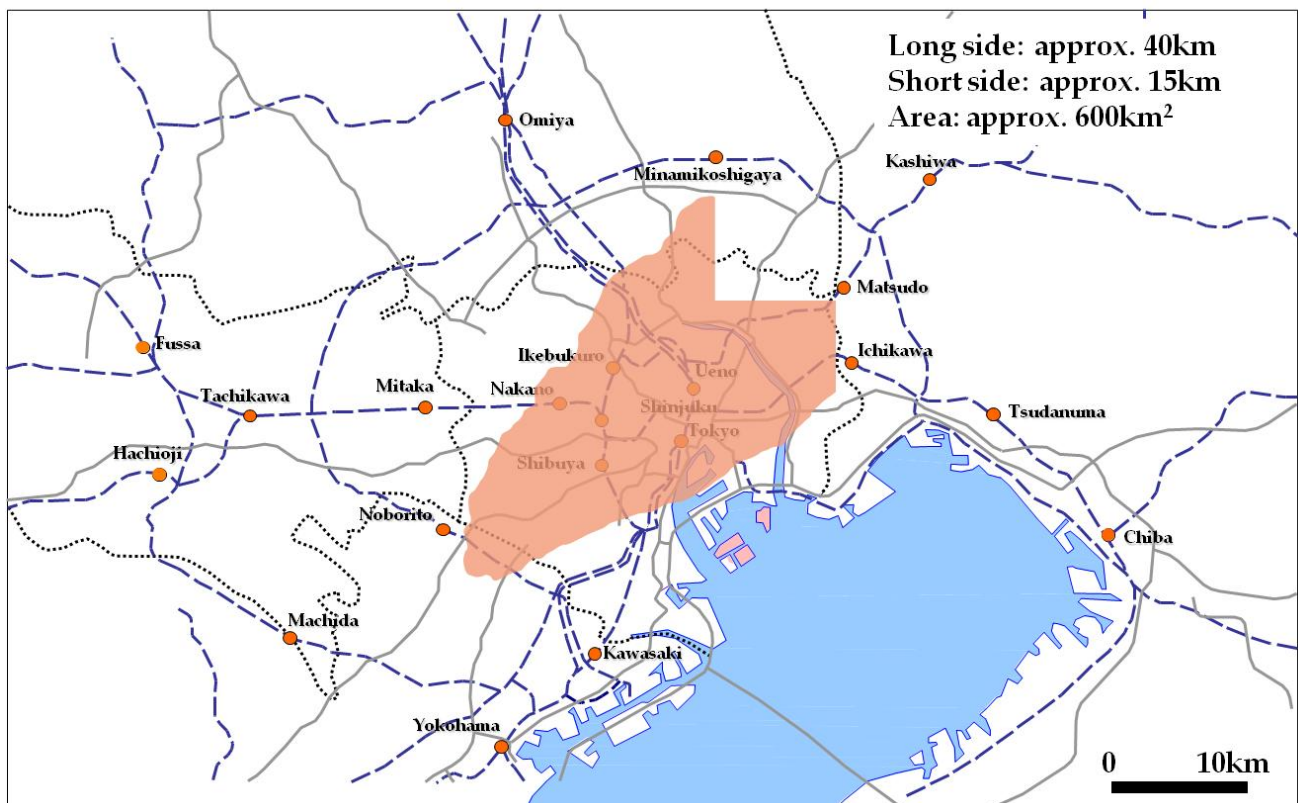 Long side: approx. 40km
Short side: approx. 15km
Area: approx. 600km²
Omiya
Minamikoshigaya
Kashiwa
Matsudo
Fussa
Ikebukuro
Ichikawa
Ueno
Tachikawa
Mitaka
Nakano
Shinjuku
Tsudanuma
Tokyo
Hachioji
Shibuya
Noborito
Chiba
Machida
Kawasaki
Yokohama
0 10km